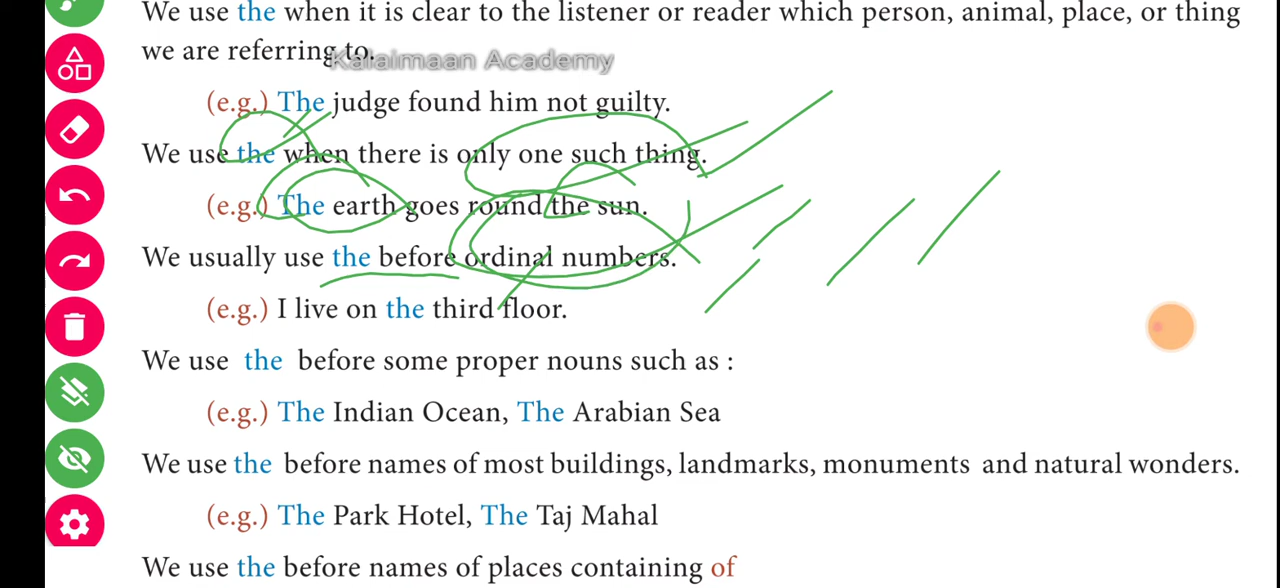 We use the when it is clear to the listener or reader which person, animal, place, or thing
we are referring to.
Kalaimaan Academy
(e.g.) The judge found him not guilty.
We use the when there is only one such thing.
(e.g.) The earth goes round the sun.
We usually use the before ordinal numbers.
(e.g.) I live on the third floor.
We use the before some proper nouns such as :
(e.g.) The Indian Ocean, The Arabian Sea
We use the before names of most buildings, landmarks, monuments and natural wonders.
(e.g.) The Park Hotel, The Taj Mahal
We use the before names of places containing of